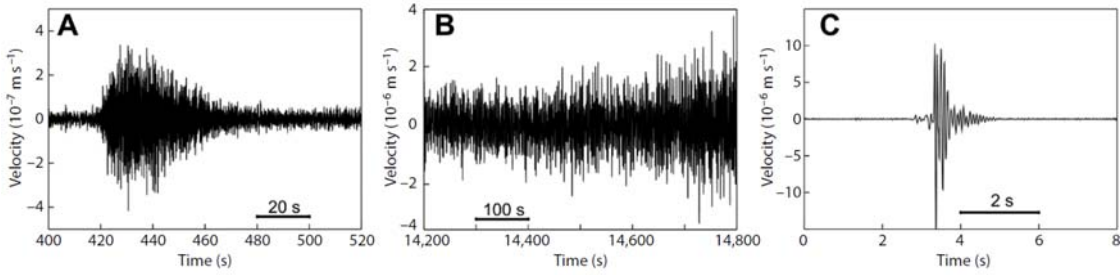 A
Velocity (10⁻⁷ m s⁻¹)
4
2
0
−2
−4
20 s
400 420 440 460 480 500 520
Time (s)
B
Velocity (10⁻⁶ m s⁻¹)
4
2
0
−2
−4
100 s
14,200 14,400 14,600 14,800
Time (s)
C
Velocity (10⁻⁶ m s⁻¹)
10
5
0
−5
−10
2 s
0 2 4 6 8
Time (s)